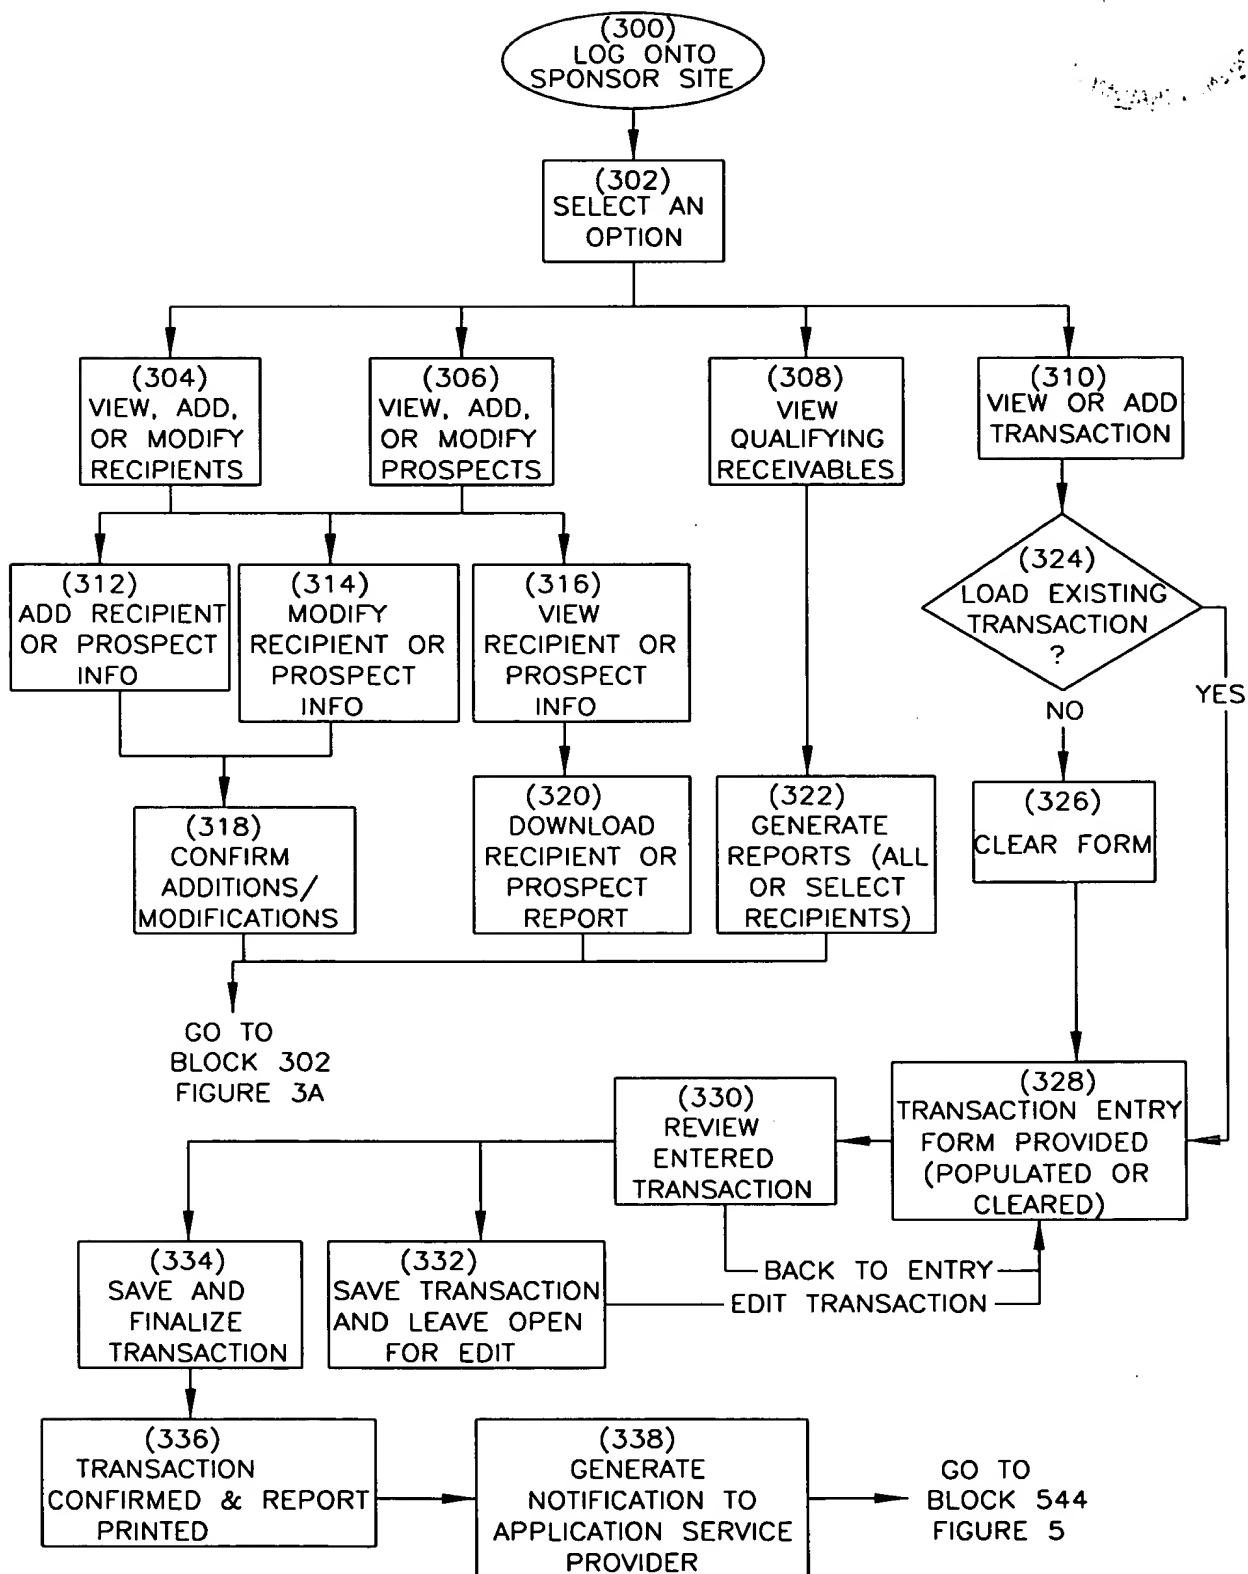 (300)
LOG ONTO
SPONSOR SITE
(302)
SELECT AN
OPTION
(304)
VIEW, ADD,
OR MODIFY
RECIPIENTS
(306)
VIEW, ADD,
OR MODIFY
PROSPECTS
(308)
VIEW
QUALIFYING
RECEIVABLES
(310)
VIEW OR ADD
TRANSACTION
(312)
ADD RECIPIENT
OR PROSPECT
INFO
(314)
MODIFY
RECIPIENT OR
PROSPECT
INFO
(316)
VIEW
RECIPIENT OR
PROSPECT
INFO
(324)
LOAD EXISTING
TRANSACTION
?
YES
NO
(318)
CONFIRM
ADDITIONS/
MODIFICATIONS
(320)
DOWNLOAD
RECIPIENT OR
PROSPECT
REPORT
(322)
GENERATE
REPORTS (ALL
OR SELECT
RECIPIENTS)
(326)
CLEAR FORM
GO TO
BLOCK 302
FIGURE 3A
(328)
TRANSACTION ENTRY
FORM PROVIDED
(POPULATED OR
CLEARED)
(330)
REVIEW
ENTERED
TRANSACTION
BACK TO ENTRY
EDIT TRANSACTION
(334)
SAVE AND
FINALIZE
TRANSACTION
(332)
SAVE TRANSACTION
AND LEAVE OPEN
FOR EDIT
(336)
TRANSACTION
CONFIRMED & REPORT
PRINTED
(338)
GENERATE
NOTIFICATION TO
APPLICATION SERVICE
PROVIDER
GO TO
BLOCK 544
FIGURE 5